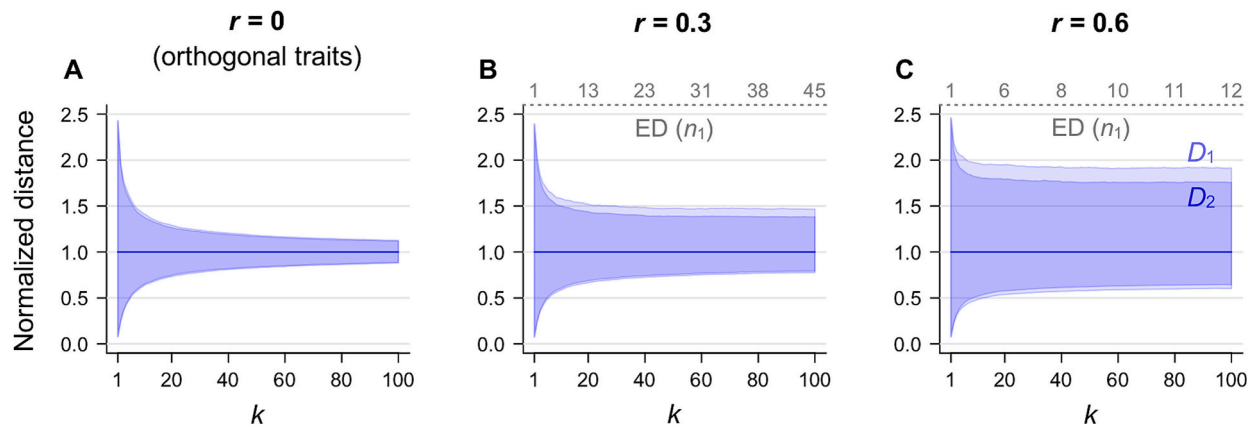 r = 0
(orthogonal traits)
r = 0.3
r = 0.6
A
B
C
1 13 23 31 38 45
ED (n₁)
1 6 8 10 11 12
ED (n₁)
D₁
D₂
Normalized distance
2.5
2.0
1.5
1.0
0.5
0.0
1 20 40 60 80 100
k
2.5
2.0
1.5
1.0
0.5
0.0
1 20 40 60 80 100
k
2.5
2.0
1.5
1.0
0.5
0.0
1 20 40 60 80 100
k